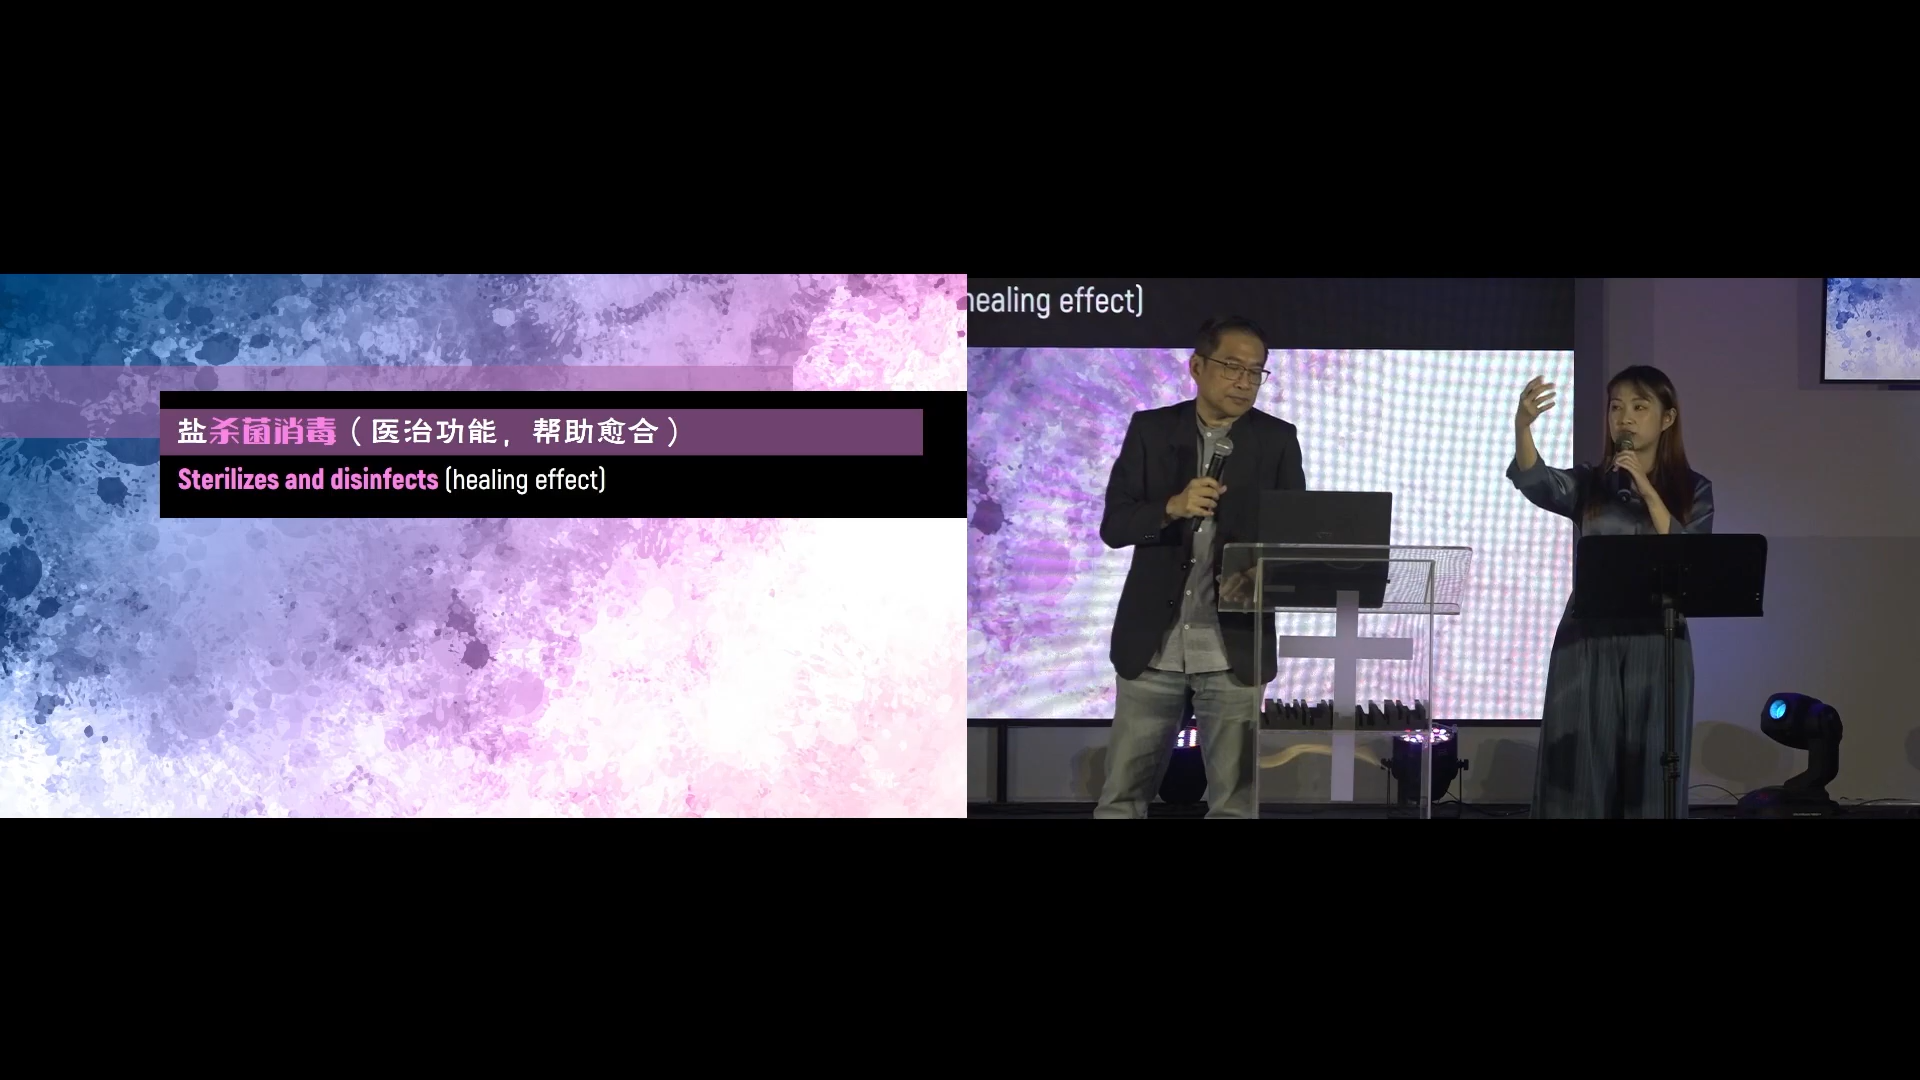 盐杀菌消毒（医治功能，帮助愈合）
Sterilizes and disinfects (healing effect)
healing effect)